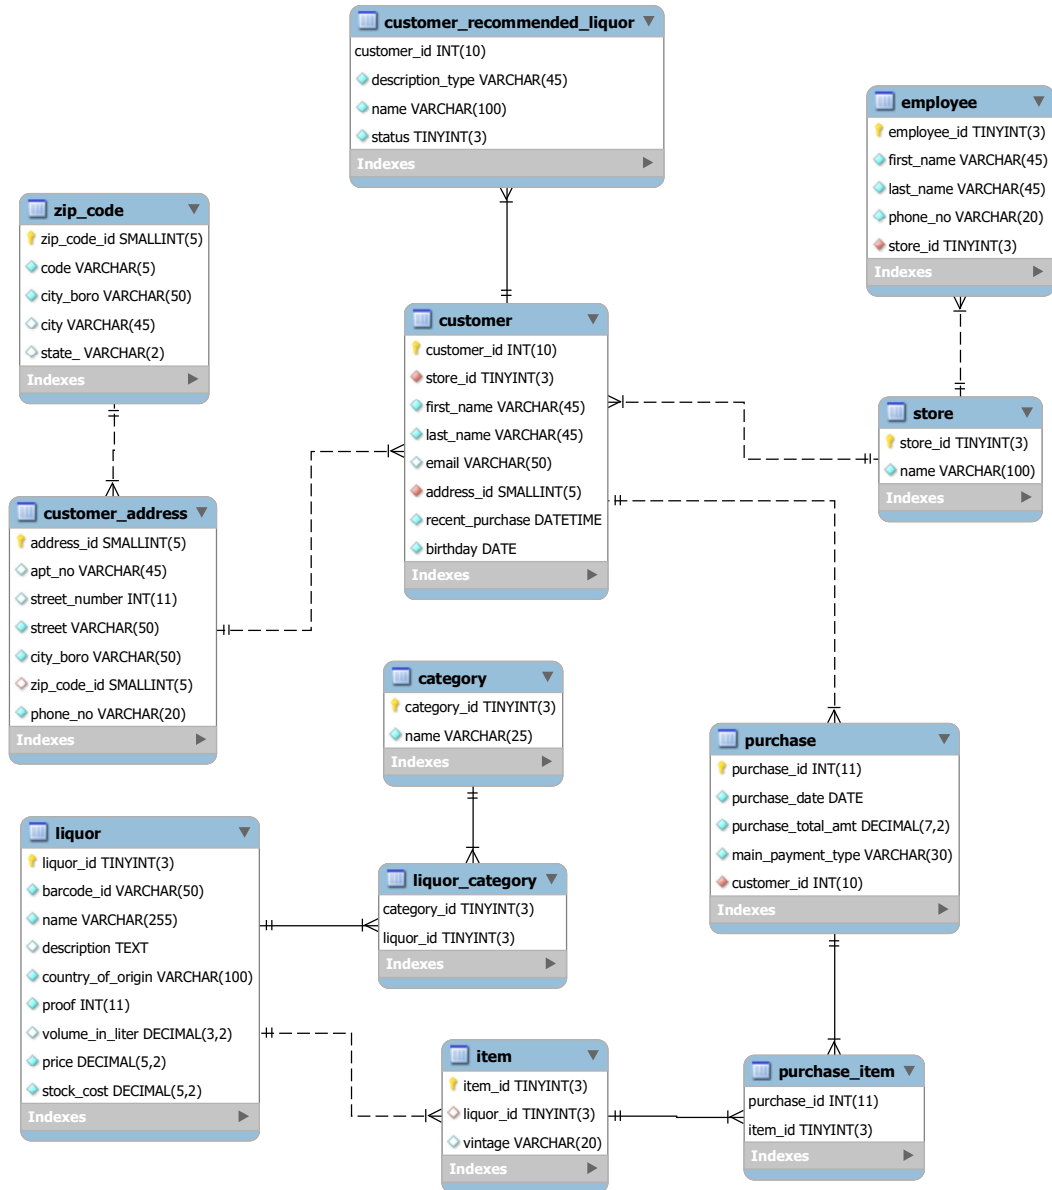 customer_recommended_liquor
customer_id INT(10)
description_type VARCHAR(45)
name VARCHAR(100)
status TINYINT(3)
Indexes
employee
employee_id TINYINT(3)
first_name VARCHAR(45)
last_name VARCHAR(45)
phone_no VARCHAR(20)
store_id TINYINT(3)
Indexes
zip_code
zip_code_id SMALLINT(5)
code VARCHAR(5)
city_boro VARCHAR(50)
city VARCHAR(45)
state_ VARCHAR(2)
Indexes
customer
customer_id INT(10)
store_id TINYINT(3)
first_name VARCHAR(45)
last_name VARCHAR(45)
email VARCHAR(50)
address_id SMALLINT(5)
recent_purchase DATETIME
birthday DATE
Indexes
store
store_id TINYINT(3)
name VARCHAR(100)
Indexes
customer_address
address_id SMALLINT(5)
apt_no VARCHAR(45)
street_number INT(11)
street VARCHAR(50)
city_boro VARCHAR(50)
zip_code_id SMALLINT(5)
phone_no VARCHAR(20)
Indexes
category
category_id TINYINT(3)
name VARCHAR(25)
Indexes
purchase
purchase_id INT(11)
purchase_date DATE
purchase_total_amt DECIMAL(7,2)
main_payment_type VARCHAR(30)
customer_id INT(10)
Indexes
liquor
liquor_id TINYINT(3)
barcode_id VARCHAR(50)
name VARCHAR(255)
description TEXT
country_of_origin VARCHAR(100)
proof INT(11)
volume_in_liter DECIMAL(3,2)
price DECIMAL(5,2)
stock_cost DECIMAL(5,2)
Indexes
liquor_category
category_id TINYINT(3)
liquor_id TINYINT(3)
Indexes
item
item_id TINYINT(3)
liquor_id TINYINT(3)
vintage VARCHAR(20)
Indexes
purchase_item
purchase_id INT(11)
item_id TINYINT(3)
Indexes